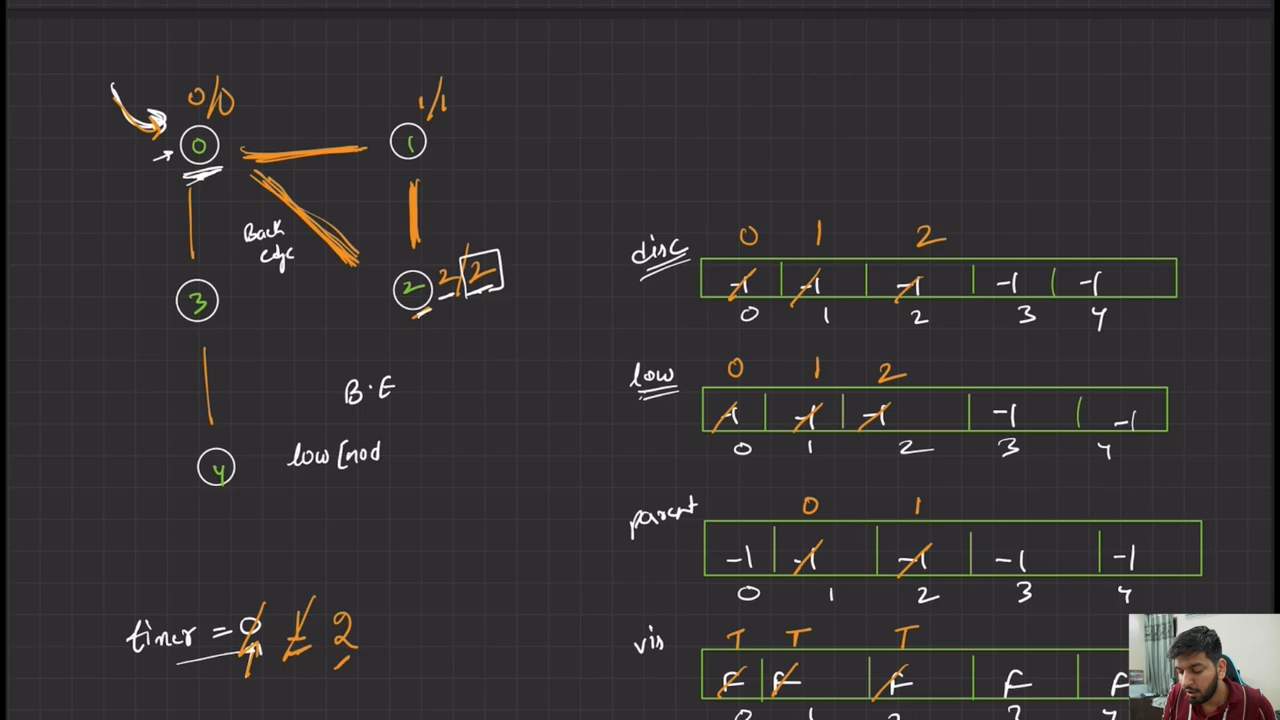 0/0
1/1
0
1
Back
edge
3
2
2/2
B.E
4
low[nod
timer = 0 1 2
disc
0 1 2
-1 -1 -1 -1 -1
0 1 2 3 4
low
0 1 2
-1 -1 -1 -1 -1
0 1 2 3 4
parent
0 1
-1 -1 -1 -1 -1
0 1 2 3 4
vis
T T T
F F F F F